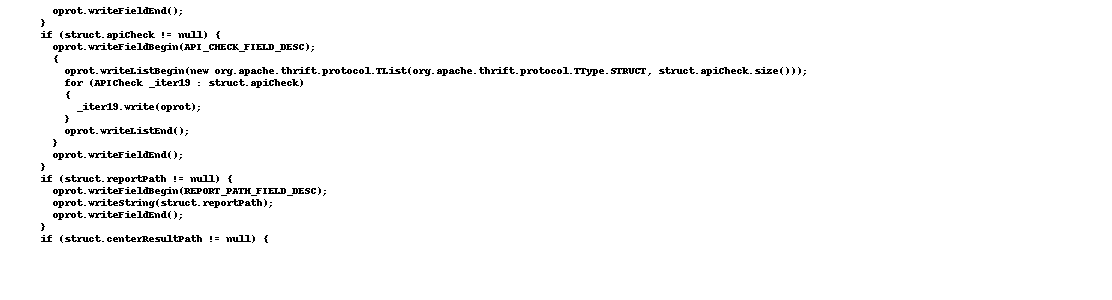 oprot.writeFieldEnd();
    }
    if (struct.apiCheck != null) {
      oprot.writeFieldBegin(API_CHECK_FIELD_DESC);
      {
        oprot.writeListBegin(new org.apache.thrift.protocol.TList(org.apache.thrift.protocol.TType.STRUCT, struct.apiCheck.size()));
        for (APICheck _iter19 : struct.apiCheck)
        {
          _iter19.write(oprot);
        }
        oprot.writeListEnd();
      }
      oprot.writeFieldEnd();
    }
    if (struct.reportPath != null) {
      oprot.writeFieldBegin(REPORT_PATH_FIELD_DESC);
      oprot.writeString(struct.reportPath);
      oprot.writeFieldEnd();
    }
    if (struct.centerResultPath != null) {